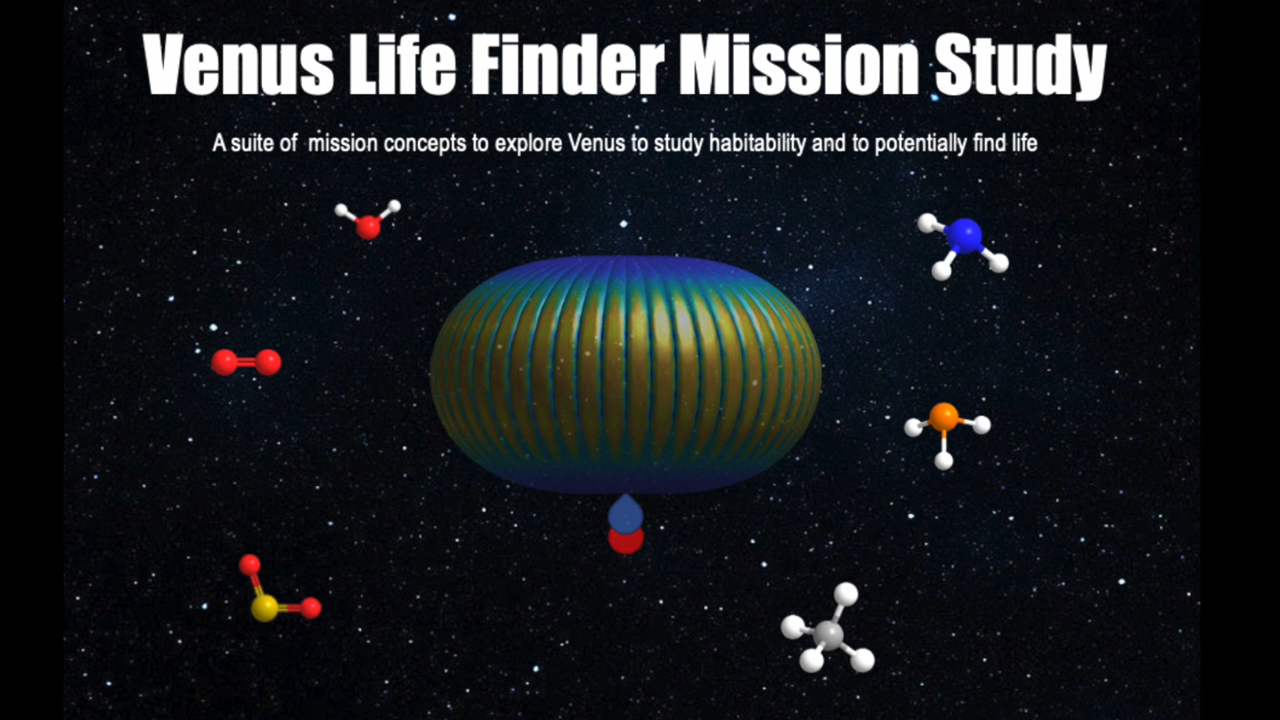 Venus Life Finder Mission Study
A suite of  mission concepts to explore Venus to study habitability and to potentially find life